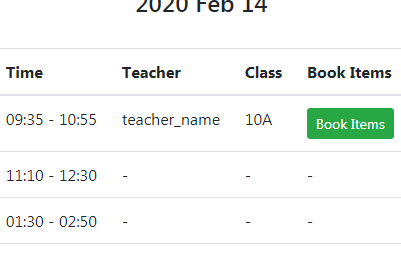 2020 Feb 14
Time Teacher Class Book Items
09:35 - 10:55 teacher_name 10A Book Items
11:10 - 12:30 - - -
01:30 - 02:50 - - -